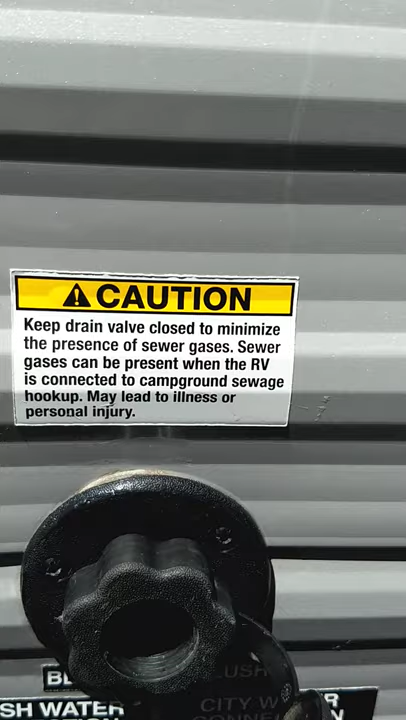 CAUTION
Keep drain valve closed to minimize
the presence of sewer gases. Sewer
gases can be present when the RV
is connected to campground sewage
hookup. May lead to illness or
personal injury.
WATER
CITY